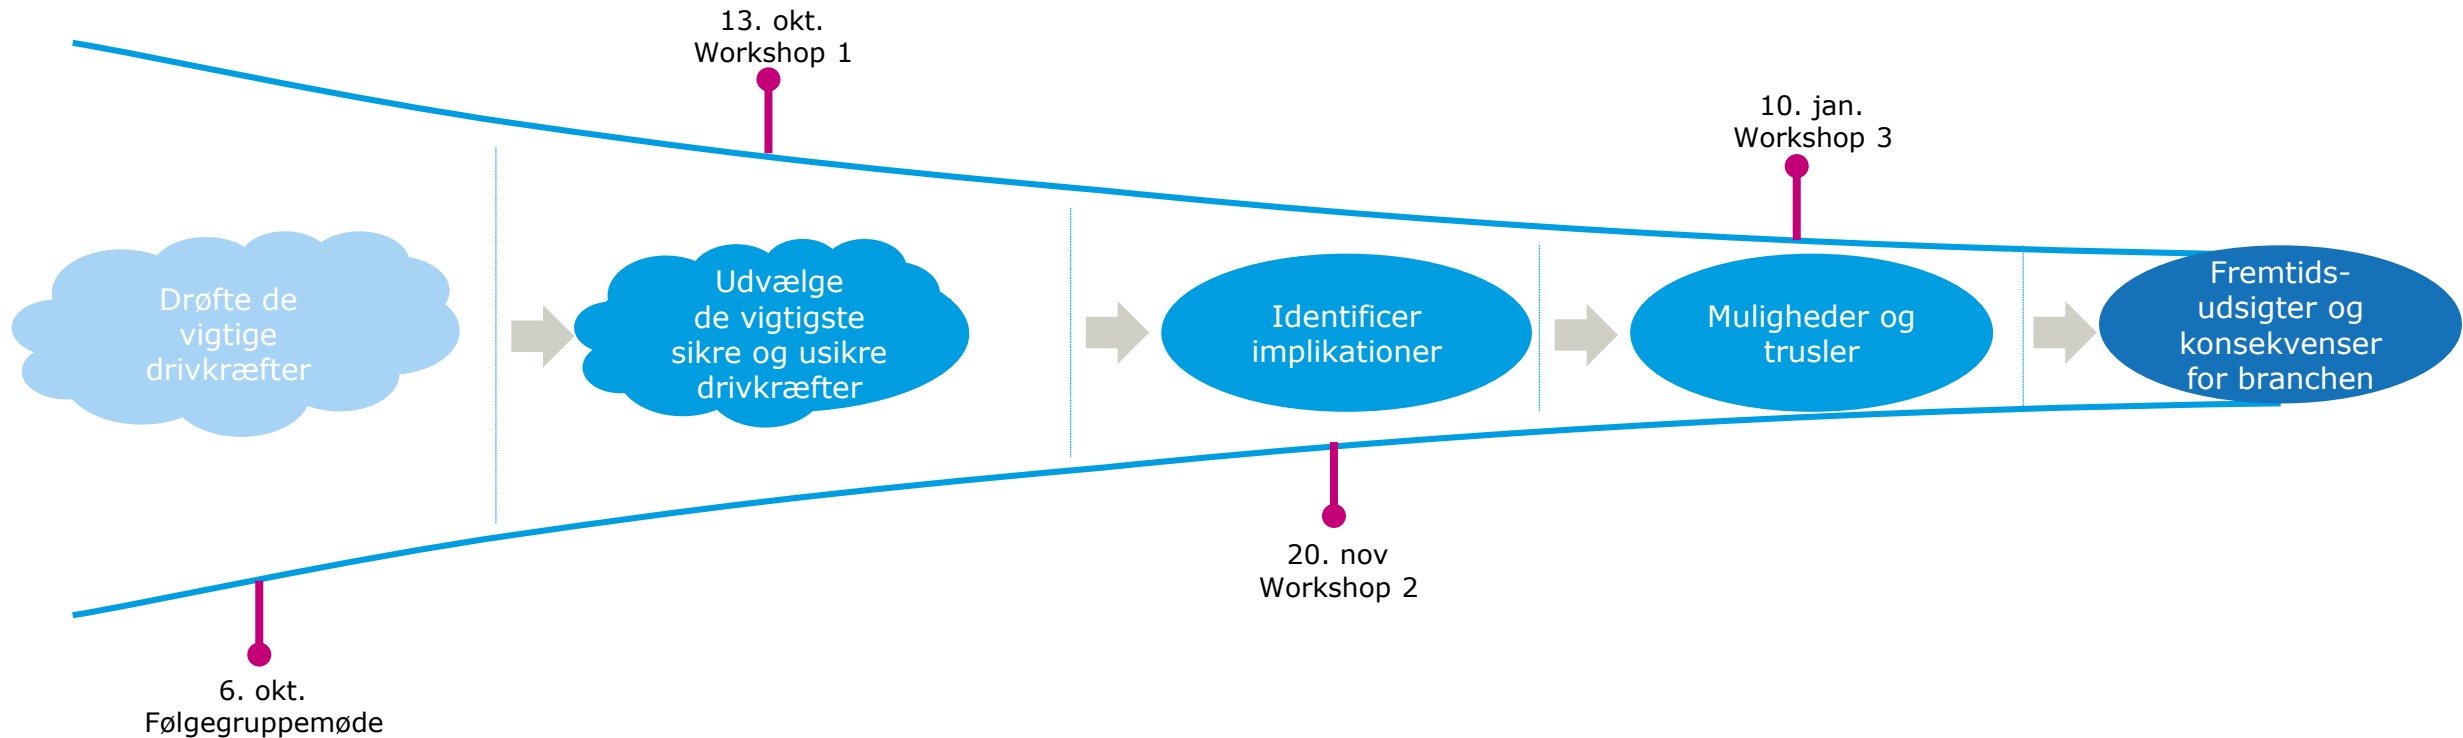 13. okt.
Workshop 1
10. jan.
Workshop 3
Drøfte de
vigtige
drivkræfter
Udvælge
de vigtigste
sikre og usikre
drivkræfter
Identificer
implikationer
Muligheder og
trusler
Fremtids-
udsigter og
konsekvenser
for branchen
20. nov
Workshop 2
6. okt.
Følgegruppemøde